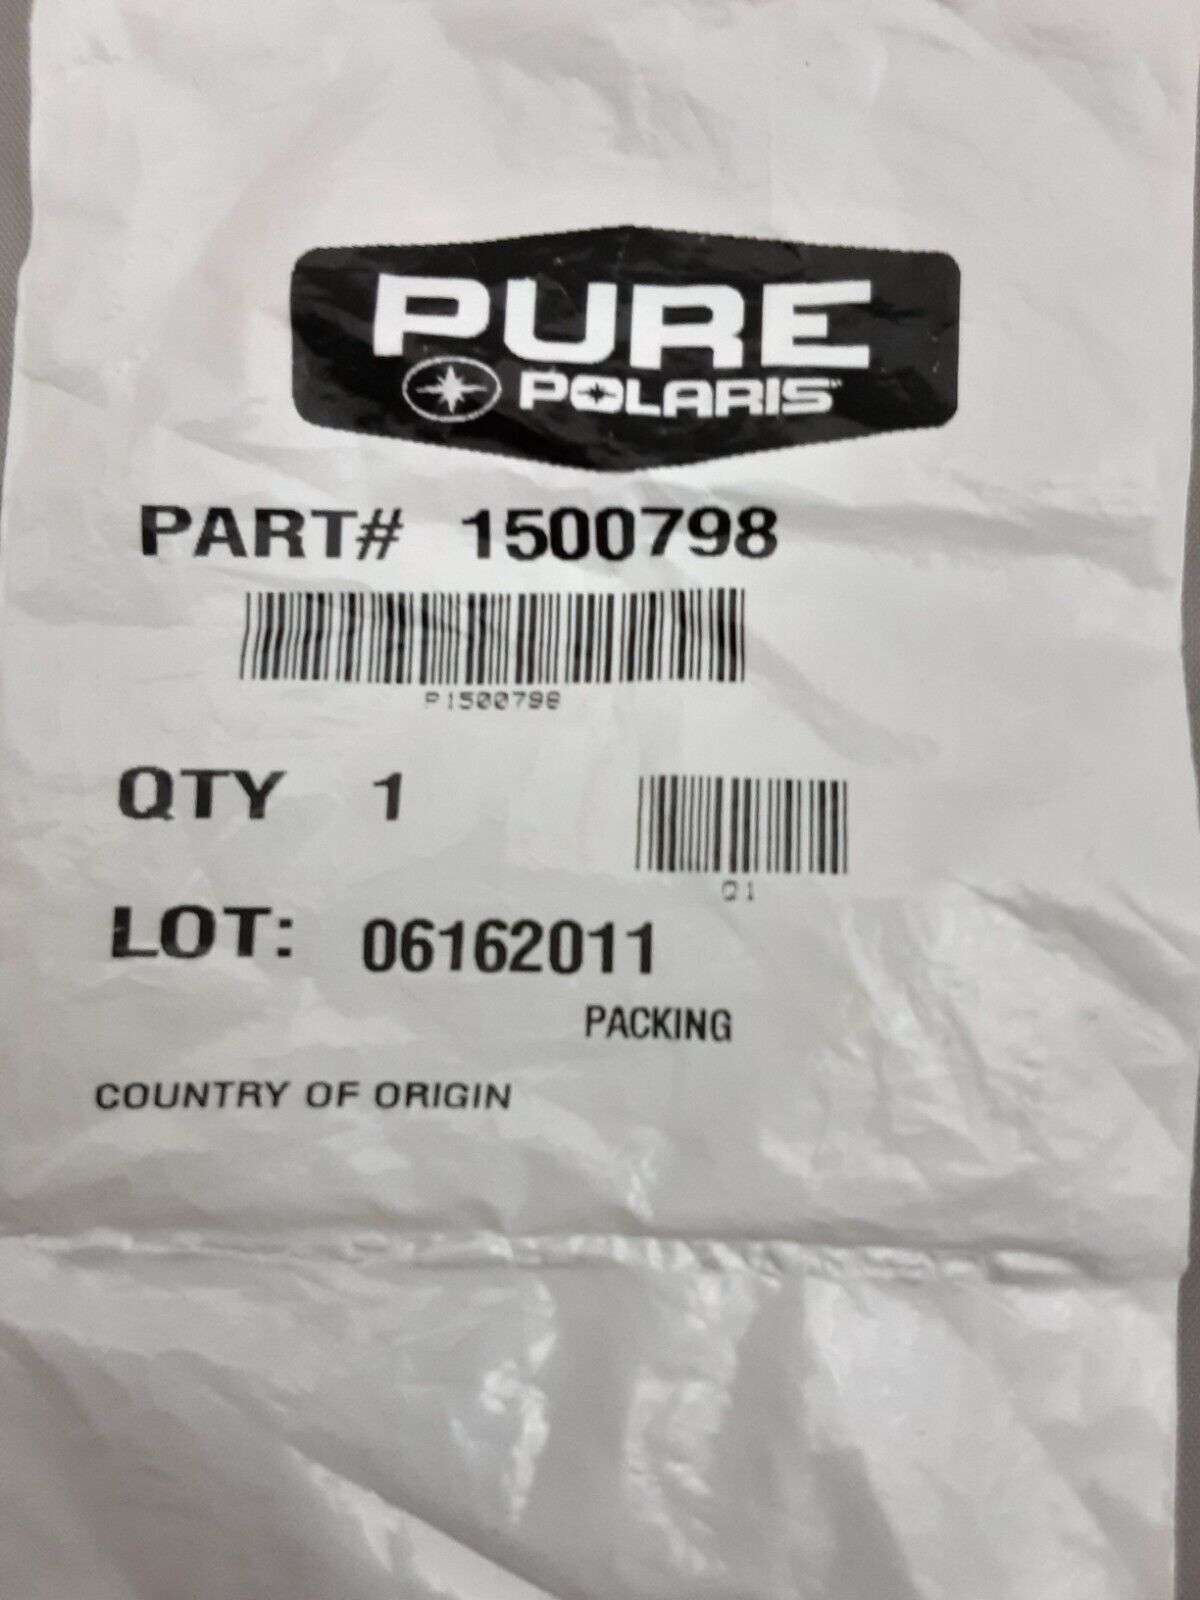 PURE
POLARIS
PART# 1500798
P1500798
QTY 1
Q1
LOT: 06162011
PACKING
COUNTRY OF ORIGIN